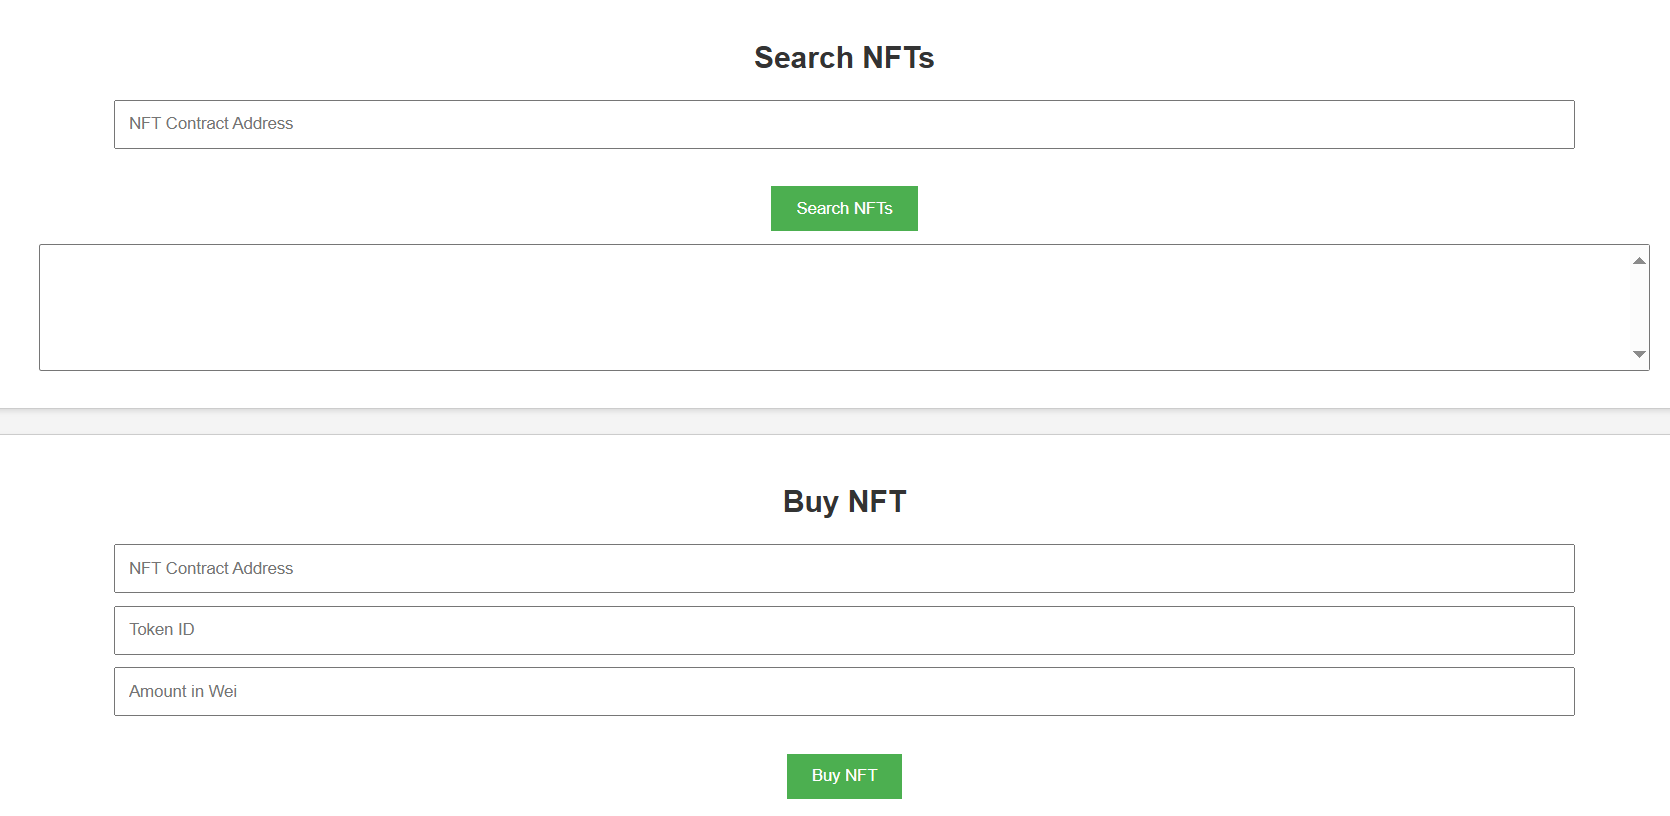 Search NFTs
NFT Contract Address
Search NFTs
Buy NFT
NFT Contract Address
Token ID
Amount in Wei
Buy NFT